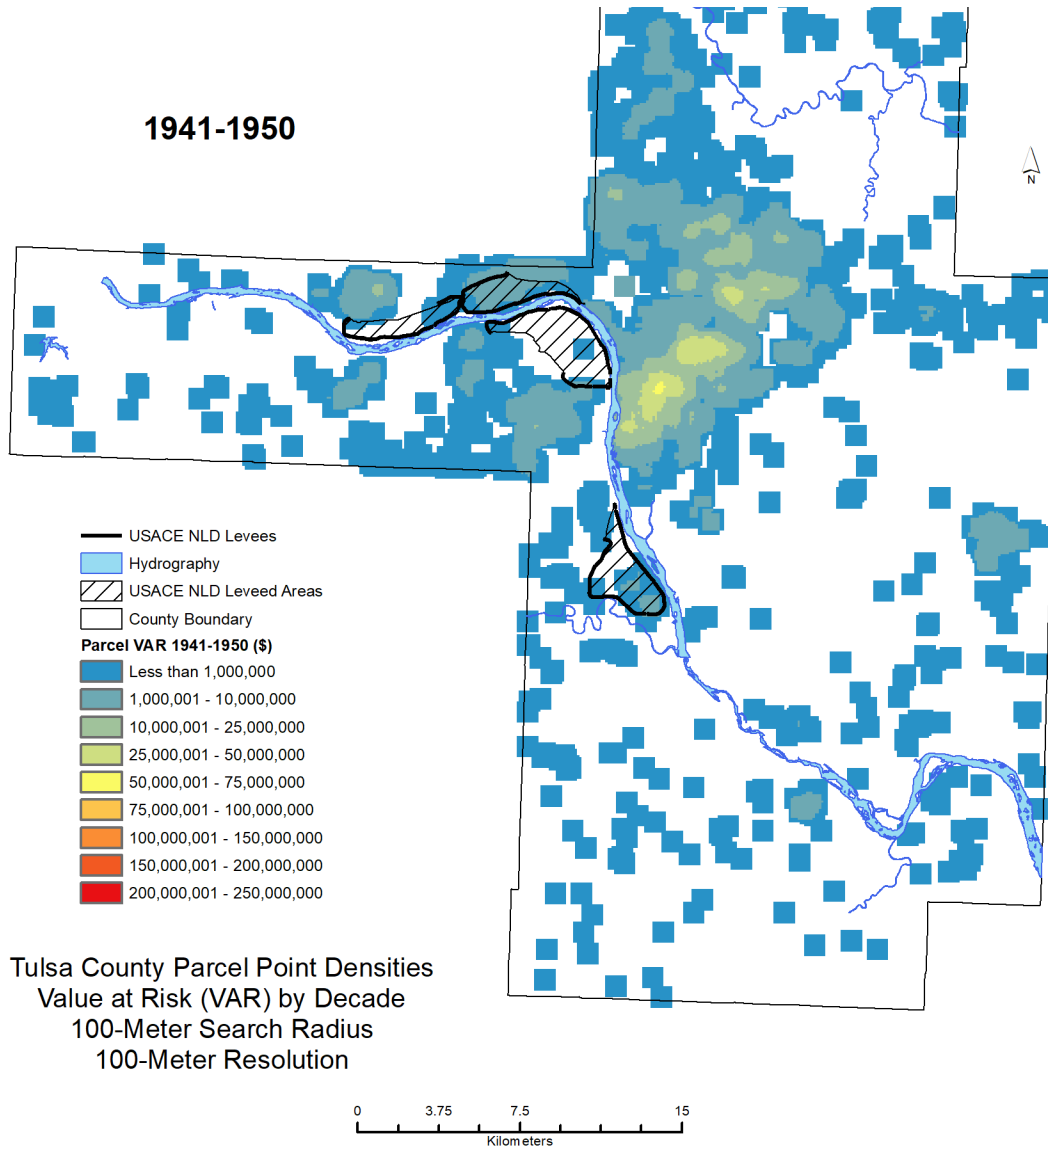 1941-1950
N
USACE NLD Levees
Hydrography
USACE NLD Leveed Areas
County Boundary
Parcel VAR 1941-1950 ($)
Less than 1,000,000
1,000,001 - 10,000,000
10,000,001 - 25,000,000
25,000,001 - 50,000,000
50,000,001 - 75,000,000
75,000,001 - 100,000,000
100,000,001 - 150,000,000
150,000,001 - 200,000,000
200,000,001 - 250,000,000
Tulsa County Parcel Point Densities
Value at Risk (VAR) by Decade
100-Meter Search Radius
100-Meter Resolution
0 3.75 7.5 15
Kilometers